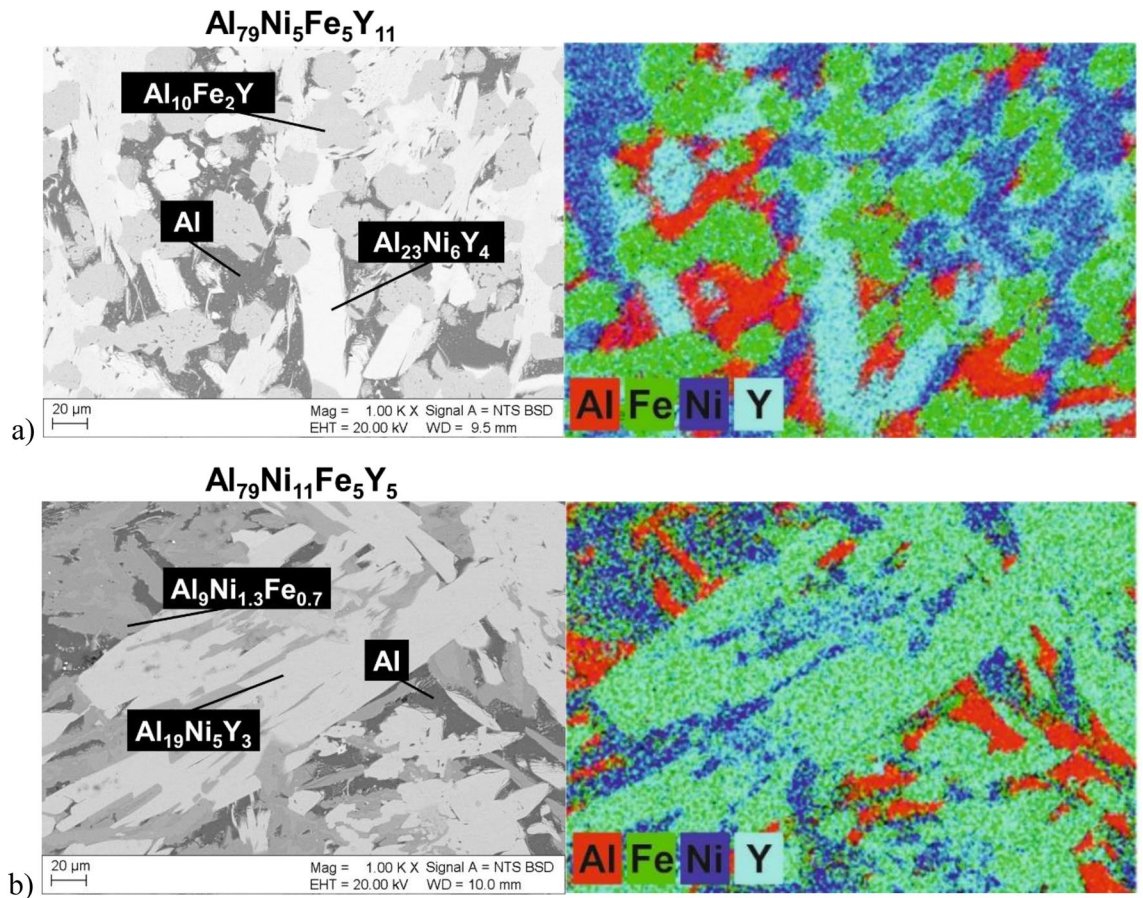 Al₇₉Ni₅Fe₅Y₁₁
Al₁₀Fe₂Y
Al
Al₂₃Ni₆Y₄
20 µm
Mag = 1.00 K X Signal A = NTS BSD
EHT = 20.00 kV WD = 9.5 mm
Al Fe Ni Y
a)
Al₇₉Ni₁₁Fe₅Y₅
Al₉Ni₁.₃Fe₀.₇
Al
Al₁₉Ni₅Y₃
20 µm
Mag = 1.00 K X Signal A = NTS BSD
EHT = 20.00 kV WD = 10.0 mm
Al Fe Ni Y
b)